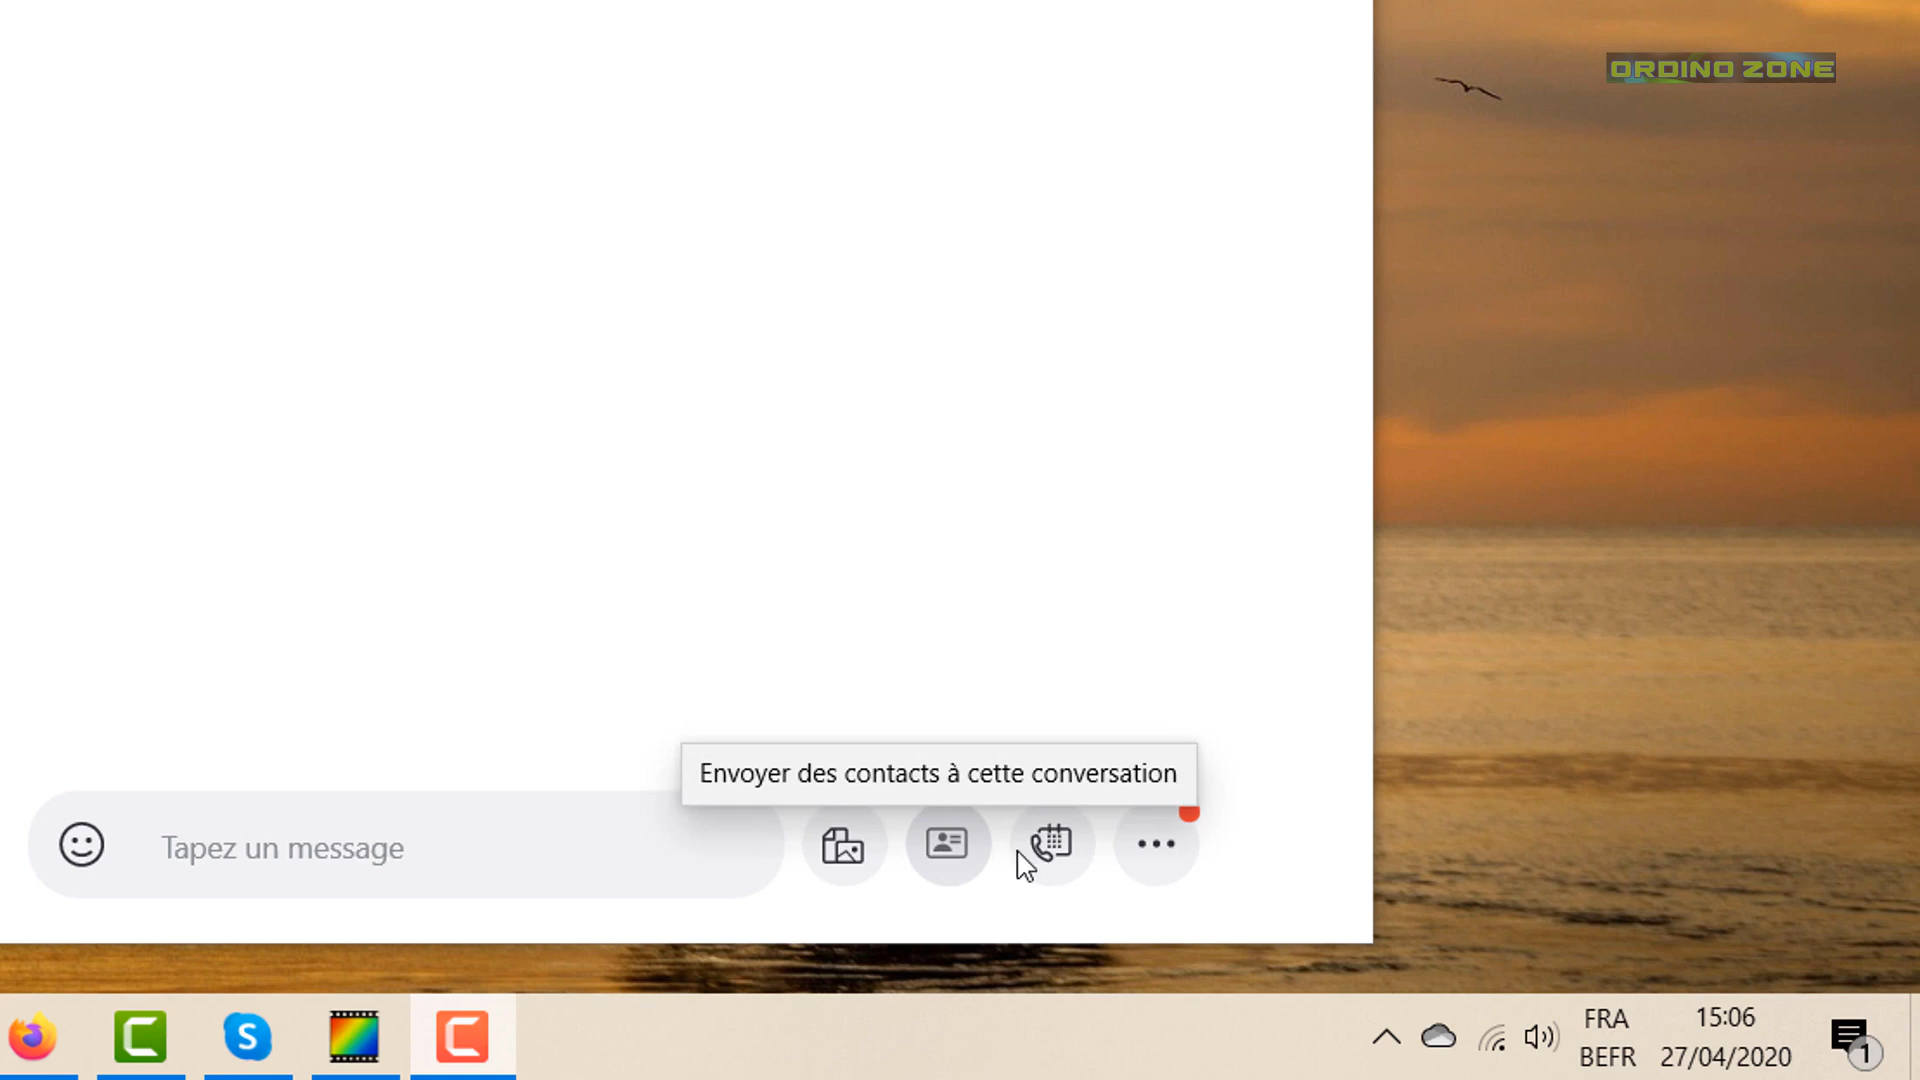 ORDINO ZONE
Envoyer des contacts à cette conversation
Tapez un message
FRA
BEFR
15:06
27/04/2020
1